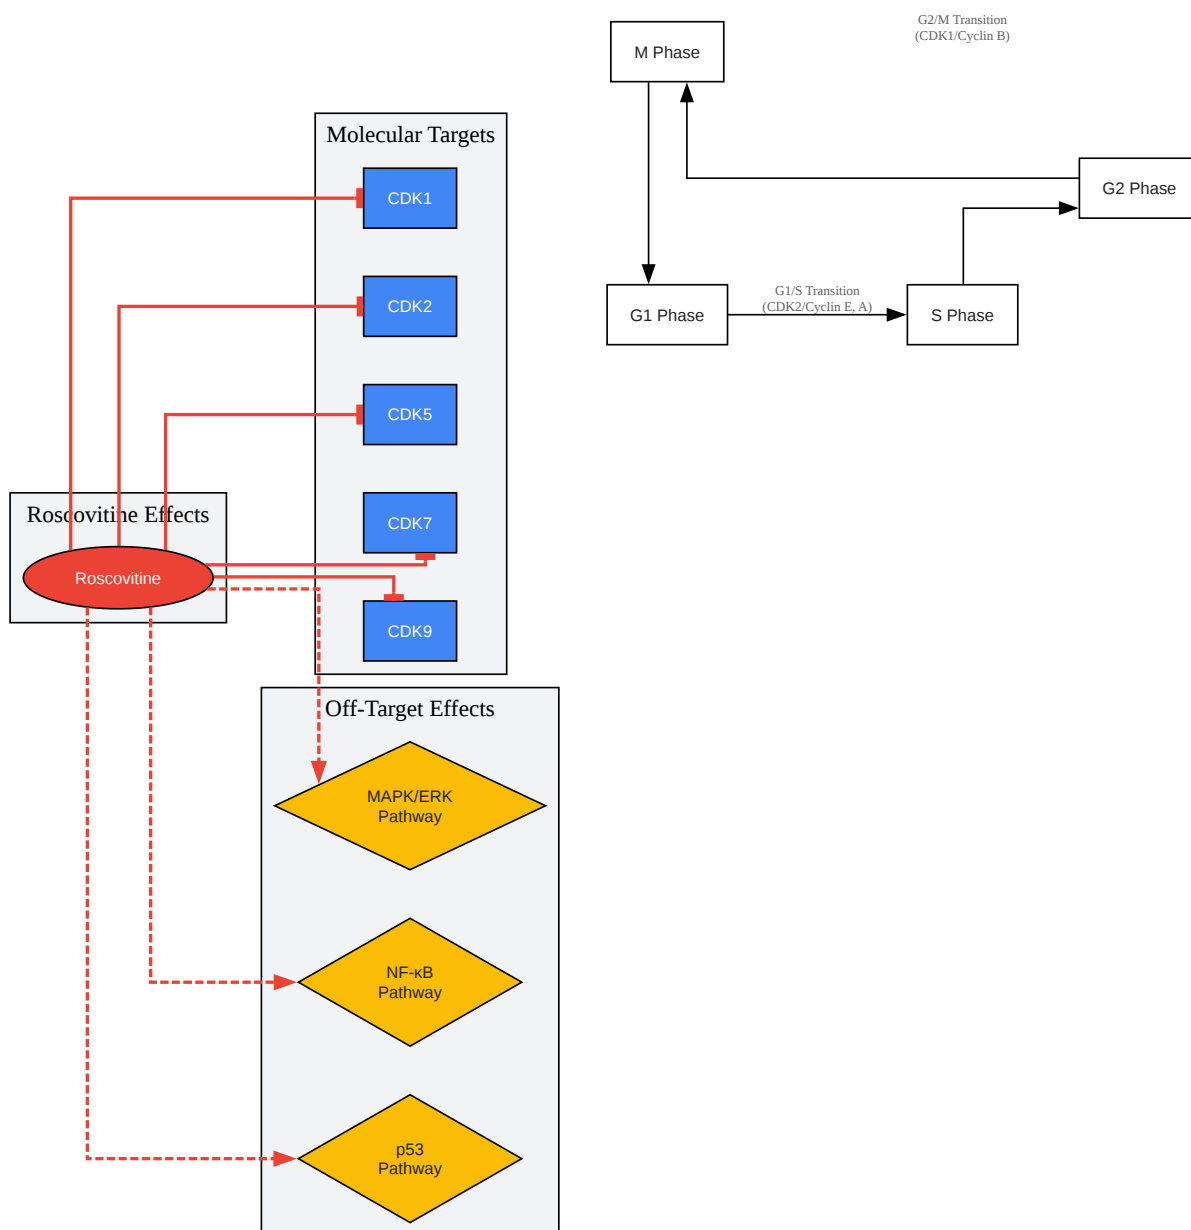 G2/M Transition
(CDK1/Cyclin B)
M Phase
G2 Phase
G1/S Transition
(CDK2/Cyclin E, A)
G1 Phase
S Phase
Molecular Targets
CDK1
CDK2
CDK5
CDK7
CDK9
Roscovitine Effects
Roscovitine
Off-Target Effects
MAPK/ERK
Pathway
NF-κB
Pathway
p53
Pathway